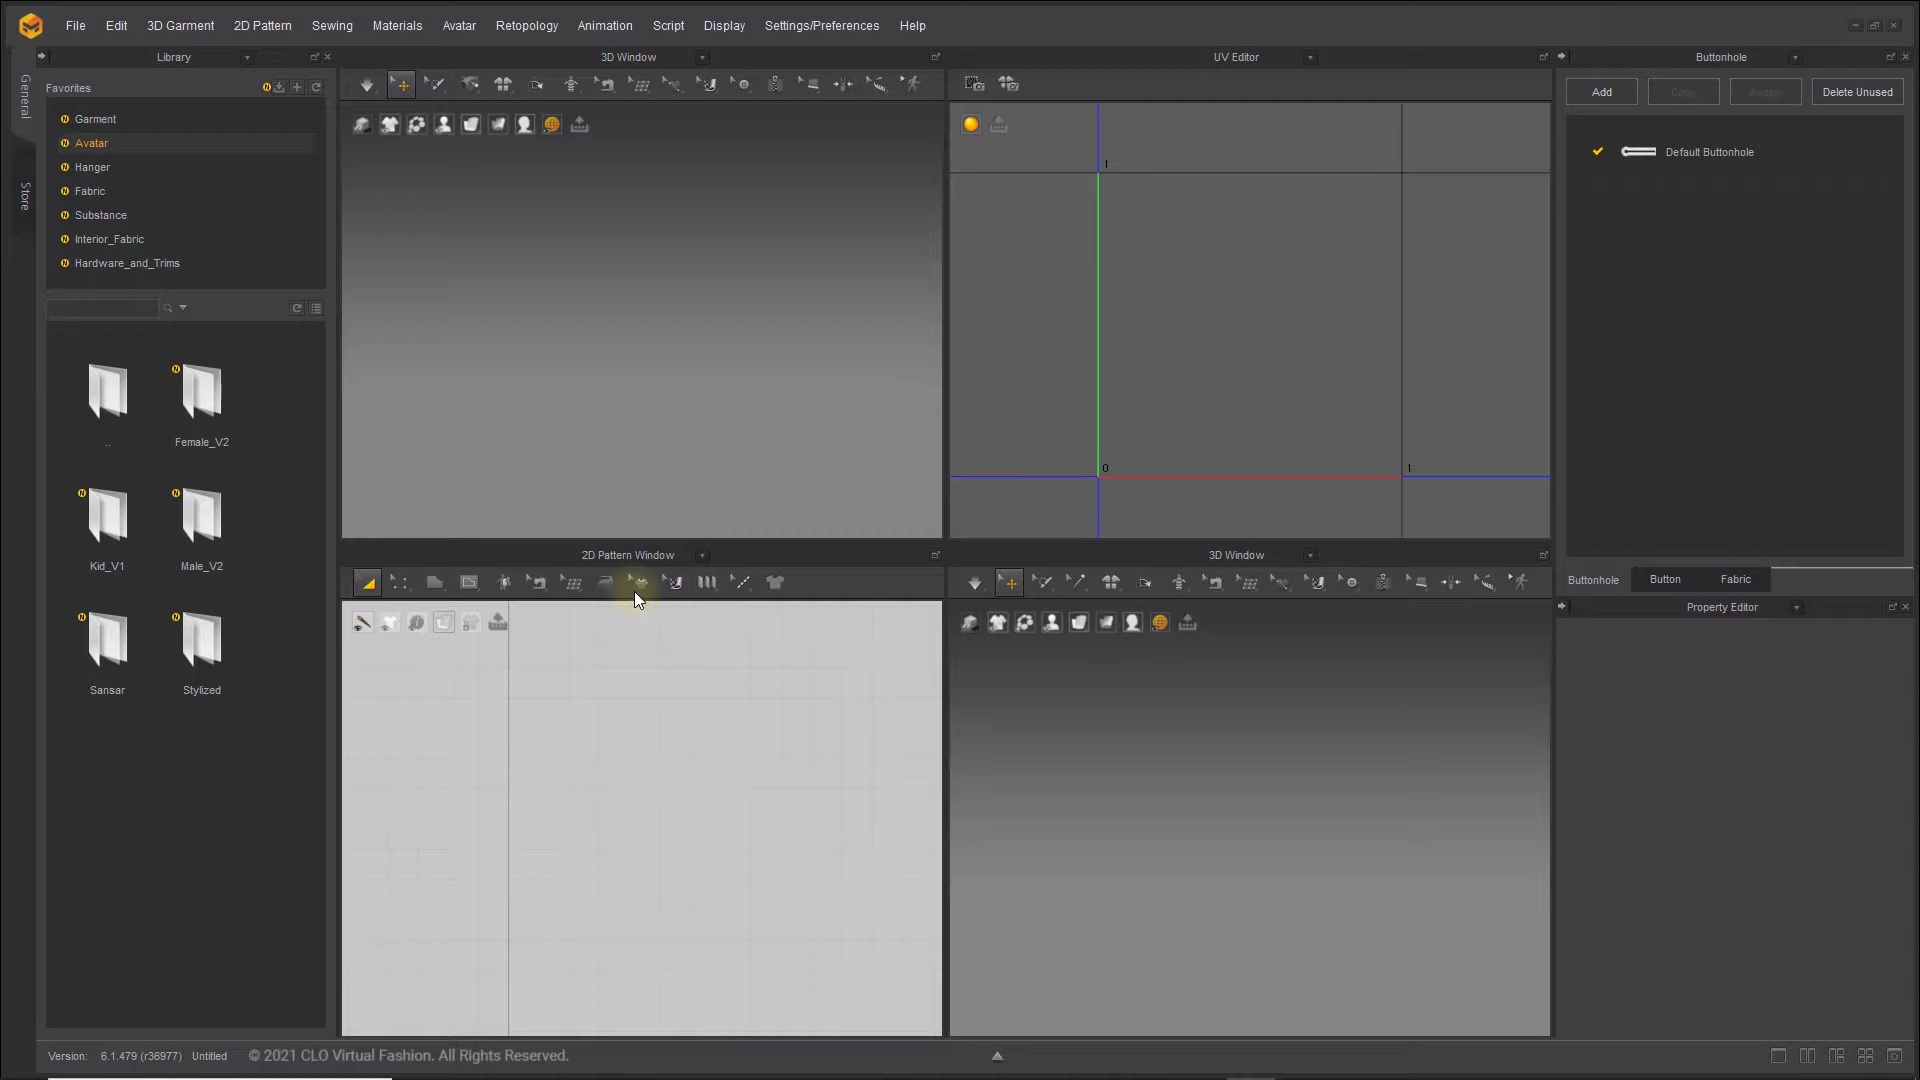 File Edit 3D Garment 2D Pattern Sewing Materials Avatar Retopology Animation Script Display Settings/Preferences Help
Library
3D Window
UV Editor
Buttonhole
General
Store
Favorites
Garment
Avatar
Hanger
Fabric
Substance
Interior_Fabric
Hardware_and_Trims
..
Female_V2
Kid_V1
Male_V2
Sansar
Stylized
1
0
1
Add
Delete Unused
Default Buttonhole
2D Pattern Window
3D Window
Buttonhole Button Fabric
Property Editor
Version: 6.1.479 (r36977) Untitled © 2021 CLO Virtual Fashion. All Rights Reserved.